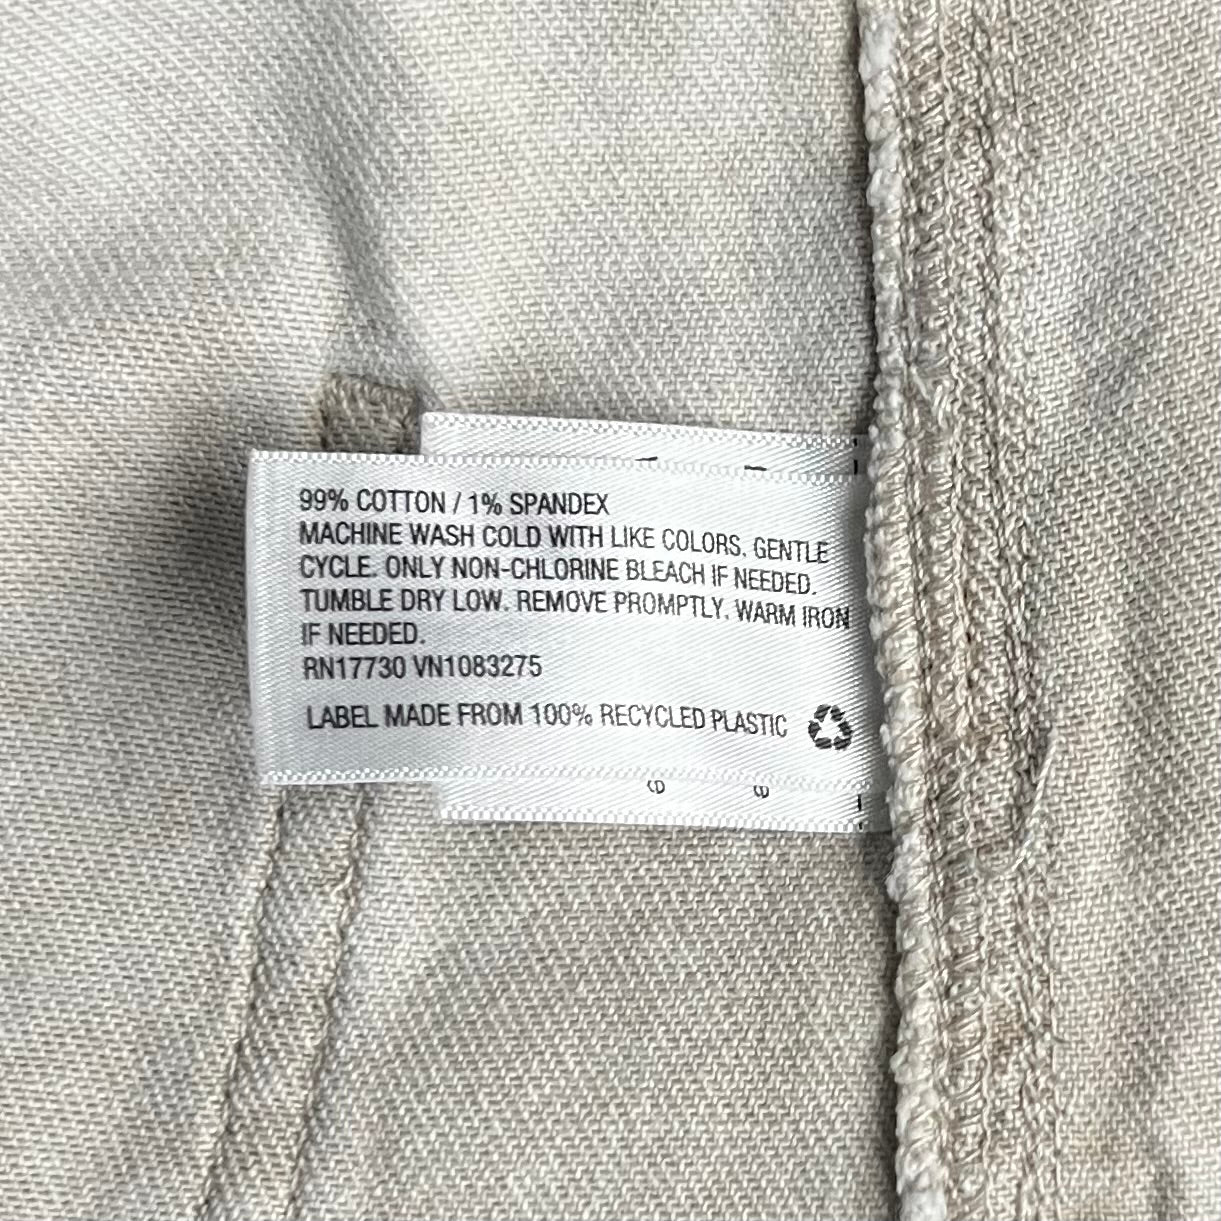 99% COTTON / 1% SPANDEX
MACHINE WASH COLD WITH LIKE COLORS. GENTLE
CYCLE. ONLY NON-CHLORINE BLEACH IF NEEDED.
TUMBLE DRY LOW. REMOVE PROMPTLY. WARM IRON
IF NEEDED.
RN17730 VN1083275
LABEL MADE FROM 100% RECYCLED PLASTIC